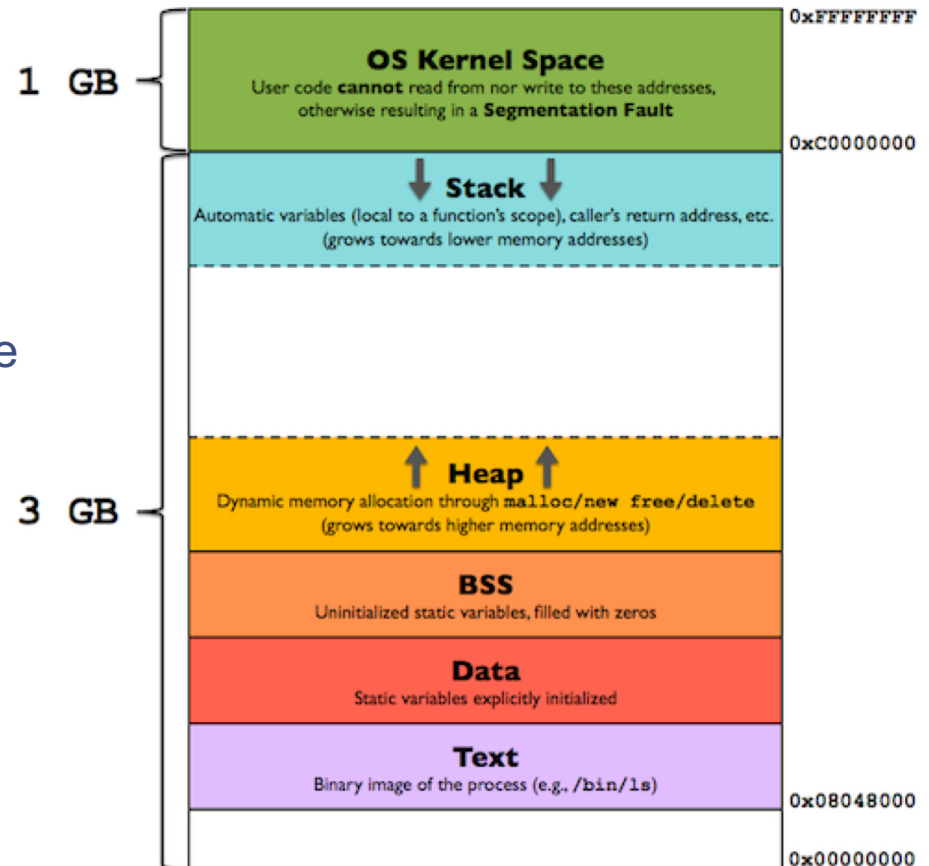 0xFFFFFFFF
OS Kernel Space
1 GB
User code cannot read from nor write to these addresses,
otherwise resulting in a Segmentation Fault
0xC0000000
Stack
Automatic variables (local to a function's scope), caller's return address, etc.
(grows towards lower memory addresses)
e
Heap
3 GB
Dynamic memory allocation through malloc/new free/delete
(grows towards higher memory addresses)
BSS
Uninitialized static variables, filled with zeros
Data
Static variables explicitly initialized
Text
Binary image of the process (e.g., /bin/ls)
0x08048000
0x00000000